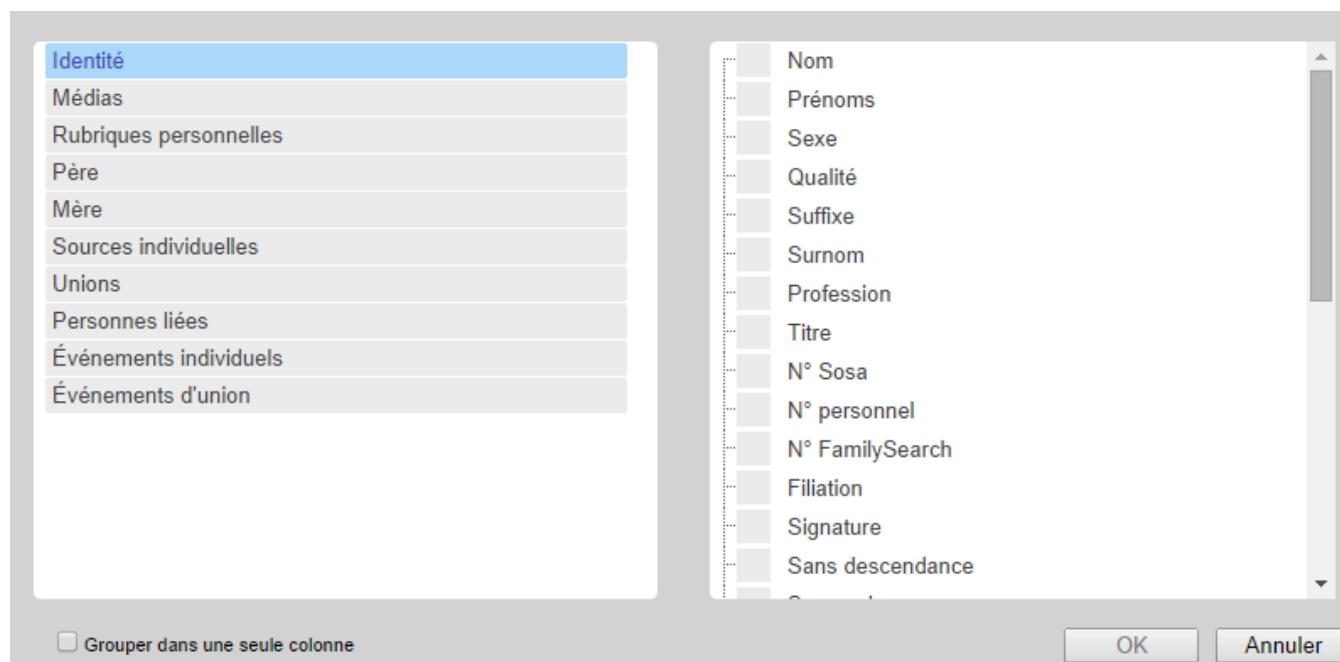 Identité
Médias
Rubriques personnelles
Père
Mère
Sources individuelles
Unions
Personnes liées
Événements individuels
Événements d'union
Nom
Prénoms
Sexe
Qualité
Suffixe
Surnom
Profession
Titre
N° Sosa
N° personnel
N° FamilySearch
Filiation
Signature
Sans descendance
Grouper dans une seule colonne
OK
Annuler